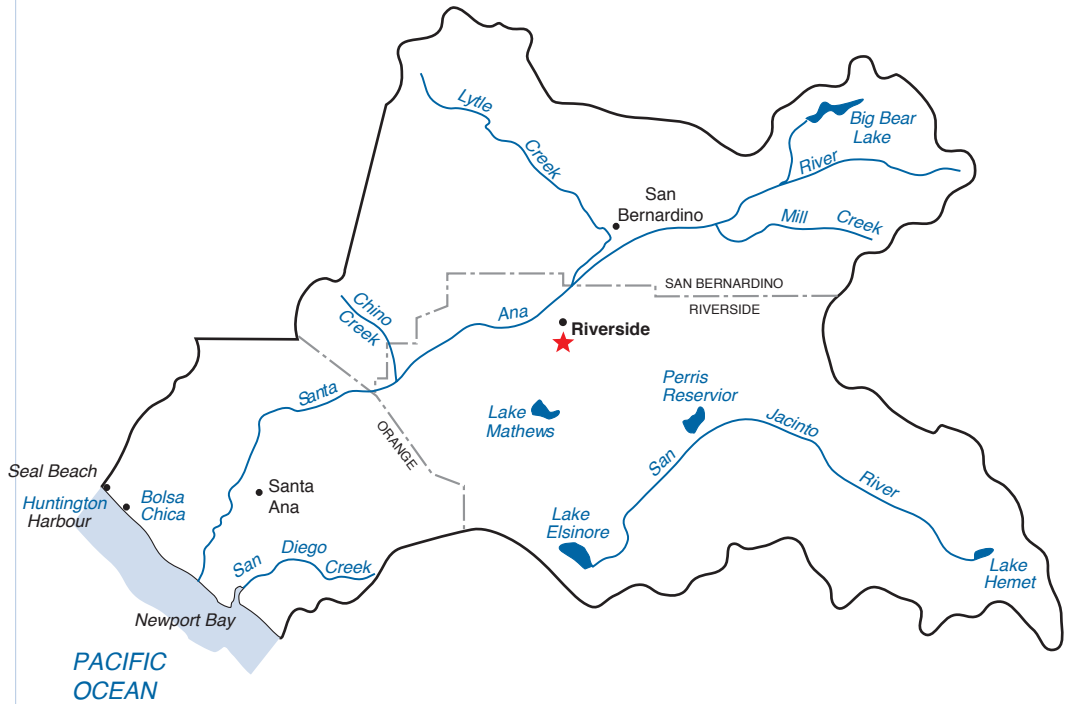 Lytle
Creek
Big Bear
Lake
River
San
Bernardino
Mill Creek
SAN BERNARDINO
RIVERSIDE
Chino
Creek
Ana
Riverside
Santa
Perris
Reservior
Lake
Mathews
ORANGE
San Jacinto River
Seal Beach
Huntington
Harbour
Bolsa
Chica
Santa
Ana
Lake
Elsinore
San Diego Creek
Lake
Hemet
Newport Bay
PACIFIC
OCEAN